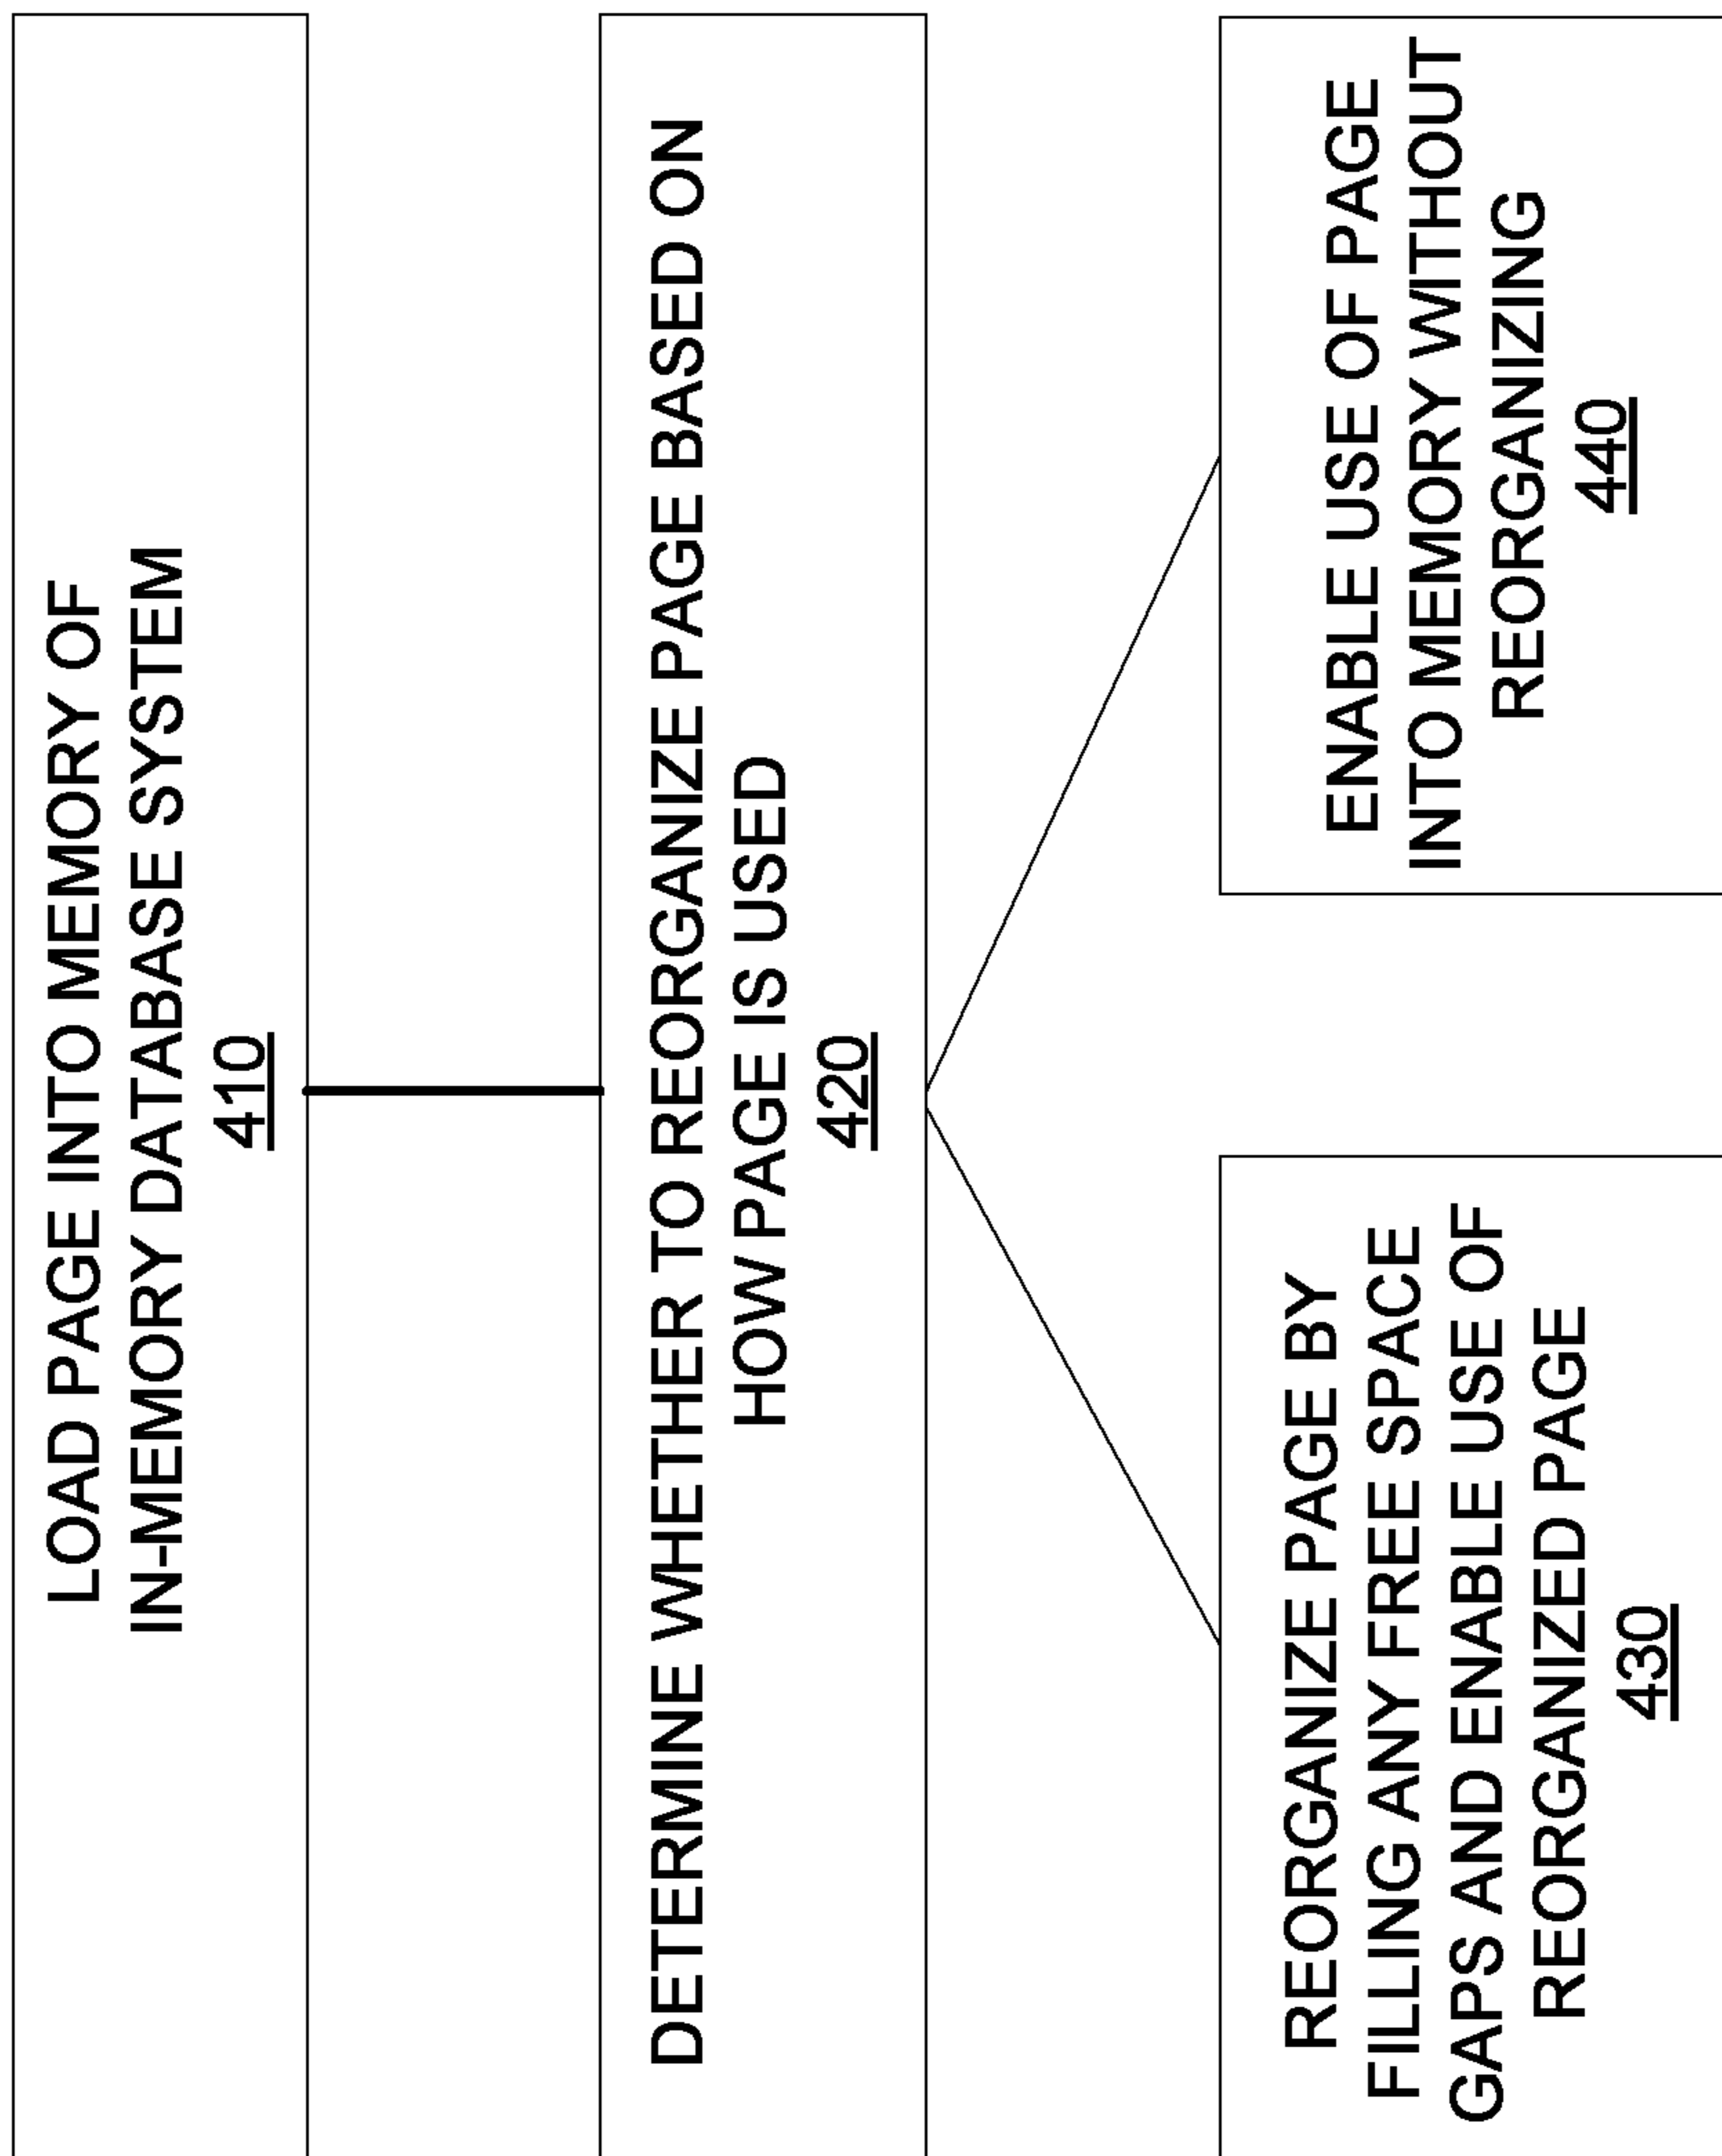 LOAD PAGE INTO MEMORY OF
IN-MEMORY DATABASE SYSTEM
410
DETERMINE WHETHER TO REORGANIZE PAGE BASED ON
HOW PAGE IS USED
420
REORGANIZE PAGE BY
FILLING ANY FREE SPACE
GAPS AND ENABLE USE OF
REORGANIZED PAGE
430
ENABLE USE OF PAGE
INTO MEMORY WITHOUT
REORGANIZING
440